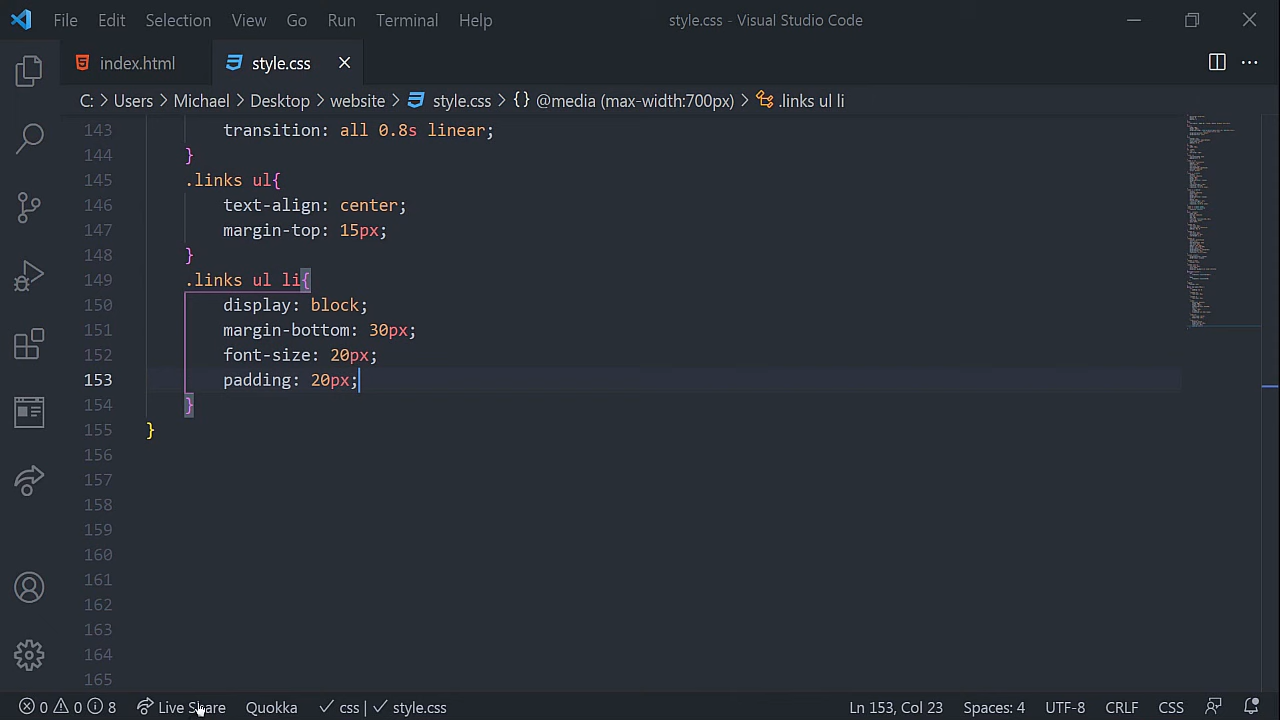 File Edit Selection View Go Run Terminal Help style.css - Visual Studio Code
index.html style.css
C: > Users > Michael > Desktop > website > style.css > {} @media (max-width:700px) > .links ul li
143 transition: all 0.8s linear;
144 }
145 .links ul{
146 text-align: center;
147 margin-top: 15px;
148 }
149 .links ul li{
150 display: block;
151 margin-bottom: 30px;
152 font-size: 20px;
153 padding: 20px;
154 }
155 }
156
157
158
159
160
161
162
163
164
165
0 0 8 Live Share Quokka css | style.css Ln 153, Col 23 Spaces: 4 UTF-8 CRLF CSS